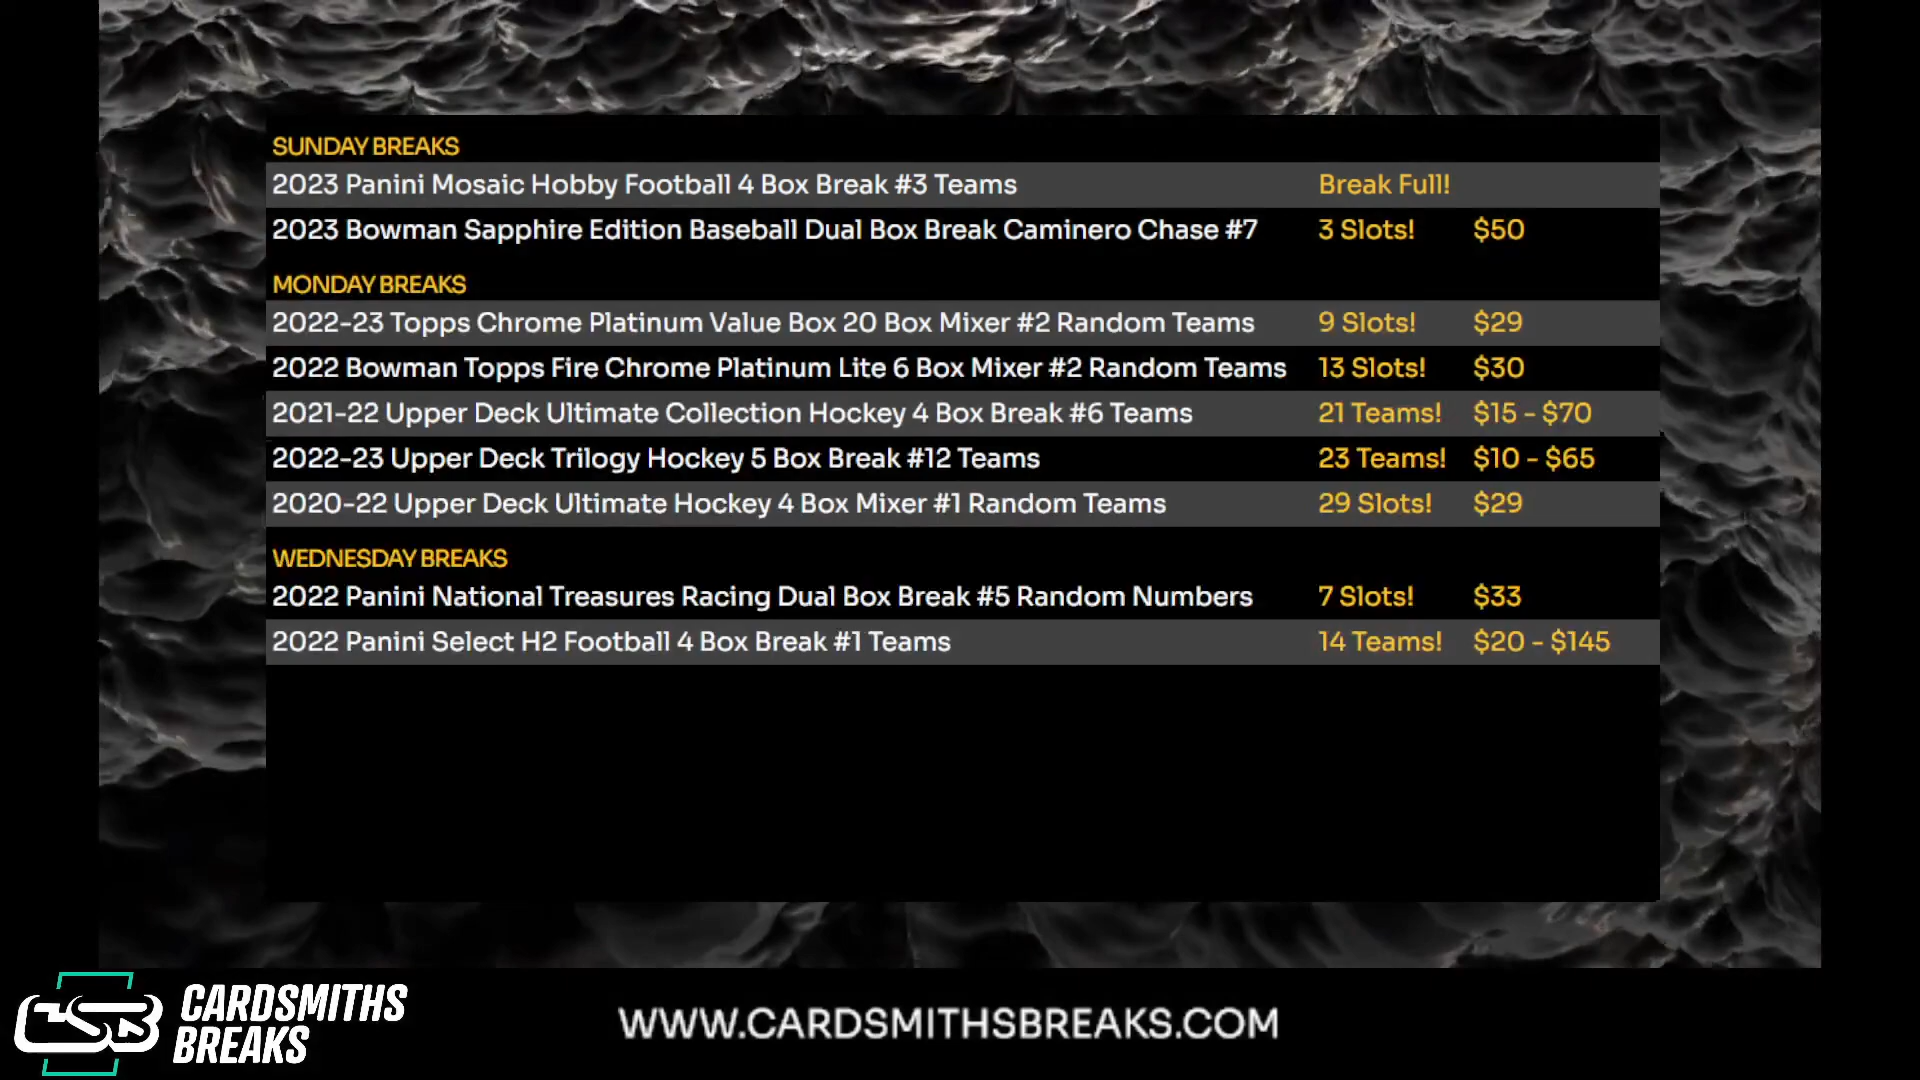 SUNDAY BREAKS
2023 Panini Mosaic Hobby Football 4 Box Break #3 Teams Break Full!
2023 Bowman Sapphire Edition Baseball Dual Box Break Caminero Chase #7 3 Slots! $50
MONDAY BREAKS
2022-23 Topps Chrome Platinum Value Box 20 Box Mixer #2 Random Teams 9 Slots! $29
2022 Bowman Topps Fire Chrome Platinum Lite 6 Box Mixer #2 Random Teams 13 Slots! $30
2021-22 Upper Deck Ultimate Collection Hockey 4 Box Break #6 Teams 21 Teams! $15 - $70
2022-23 Upper Deck Trilogy Hockey 5 Box Break #12 Teams 23 Teams! $10 - $65
2020-22 Upper Deck Ultimate Hockey 4 Box Mixer #1 Random Teams 29 Slots! $29
WEDNESDAY BREAKS
2022 Panini National Treasures Racing Dual Box Break #5 Random Numbers 7 Slots! $33
2022 Panini Select H2 Football 4 Box Break #1 Teams 14 Teams! $20 - $145
CSB CARDSMITHS
BREAKS
WWW.CARDSMITHSBREAKS.COM